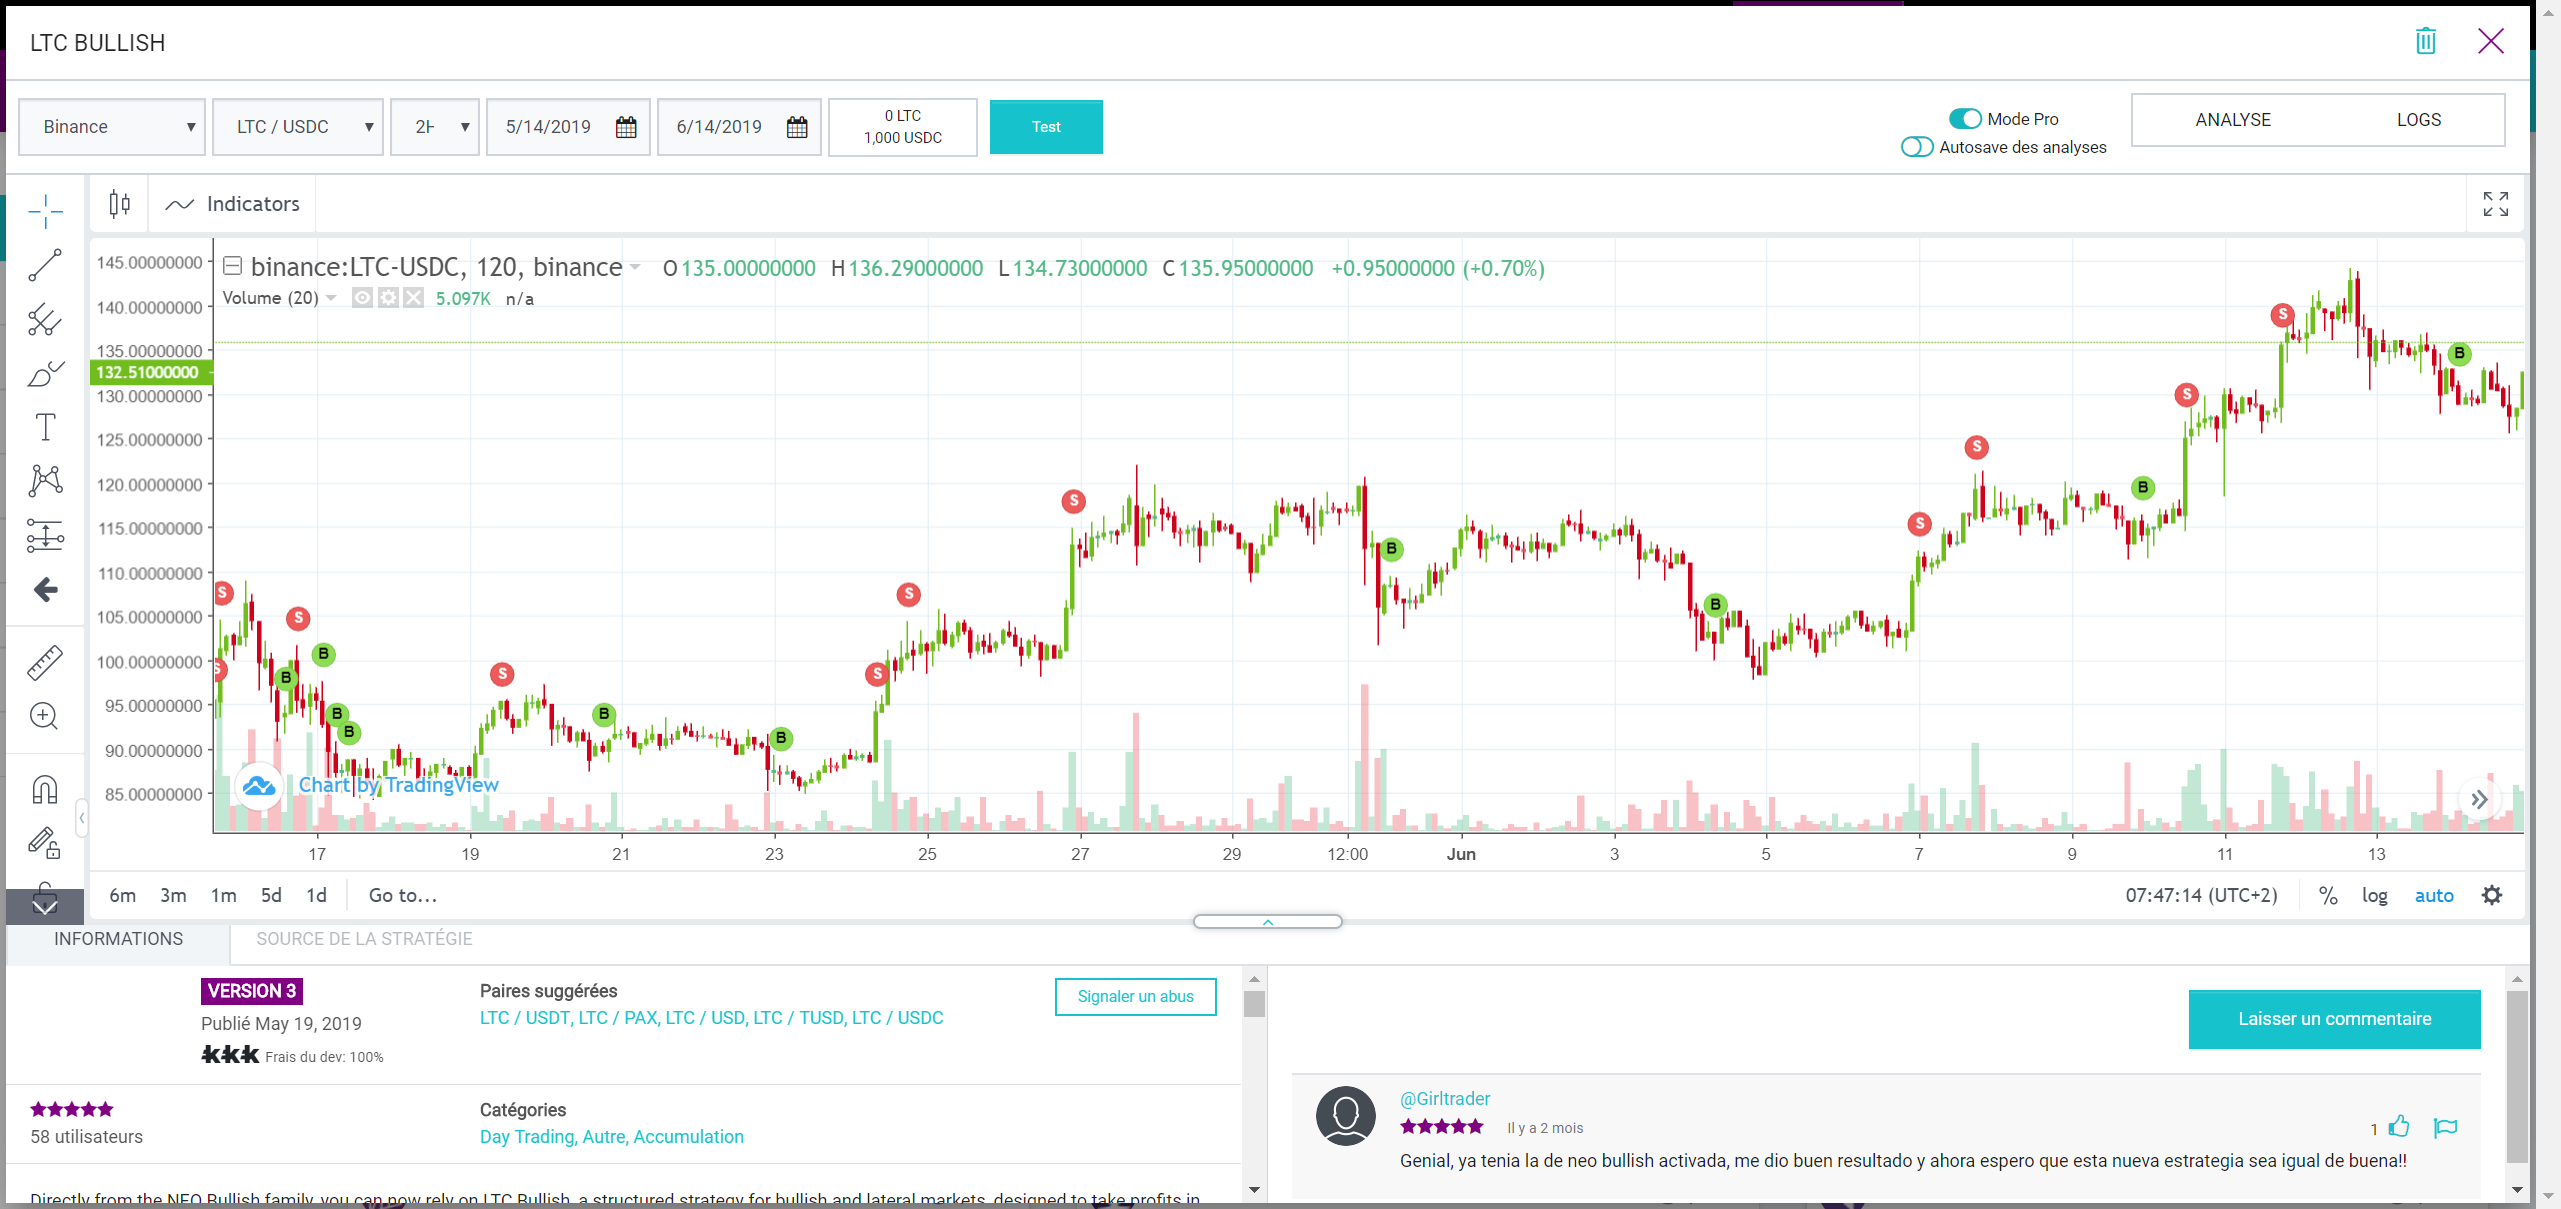 LTC BULLISH
Binance
LTC / USDC
5/14/2019
6/14/2019
0 LTC
1,000 USDC
Test
Mode Pro
Autosave des analyses
ANALYSE
LOGS
Indicators
binance:LTC-USDC, 120, binance O135.00000000 H136.29000000 L134.73000000 C135.95000000 +0.95000000 (+0.70%)
Volume (20) 5.097K n/a
145.00000000
140.00000000
135.00000000
132.51000000
130.00000000
125.00000000
120.00000000
115.00000000
110.00000000
105.00000000
100.00000000
95.00000000
90.00000000
85.00000000
S
S
S
B
B
B
B
S
B
B
S
S
S
B
B
S
S
B
S
S
B
Chart by TradingView
17 19 21 23 25 27 29 12:00 Jun 3 5 7 9 11 13
6m 3m 1m 5d 1d Go to...
07:47:14 (UTC+2) % log auto
INFORMATIONS
SOURCE DE LA STRATÉGIE
VERSION 3
Publié May 19, 2019
Frais du dev: 100%
Paires suggérées
LTC / USDT, LTC / PAX, LTC / USD, LTC / TUSD, LTC / USDC
Signaler un abus
58 utilisateurs
Catégories
Day Trading, Autre, Accumulation
Directly from the NEO Bullish family, you can now rely on LTC Bullish, a structured strategy for bullish and lateral markets, designed to take profits in
Laisser un commentaire
@Girltrader
Il y a 2 mois
1
Genial, ya tenia la de neo bullish activada, me dio buen resultado y ahora espero que esta nueva estrategia sea igual de buena!!